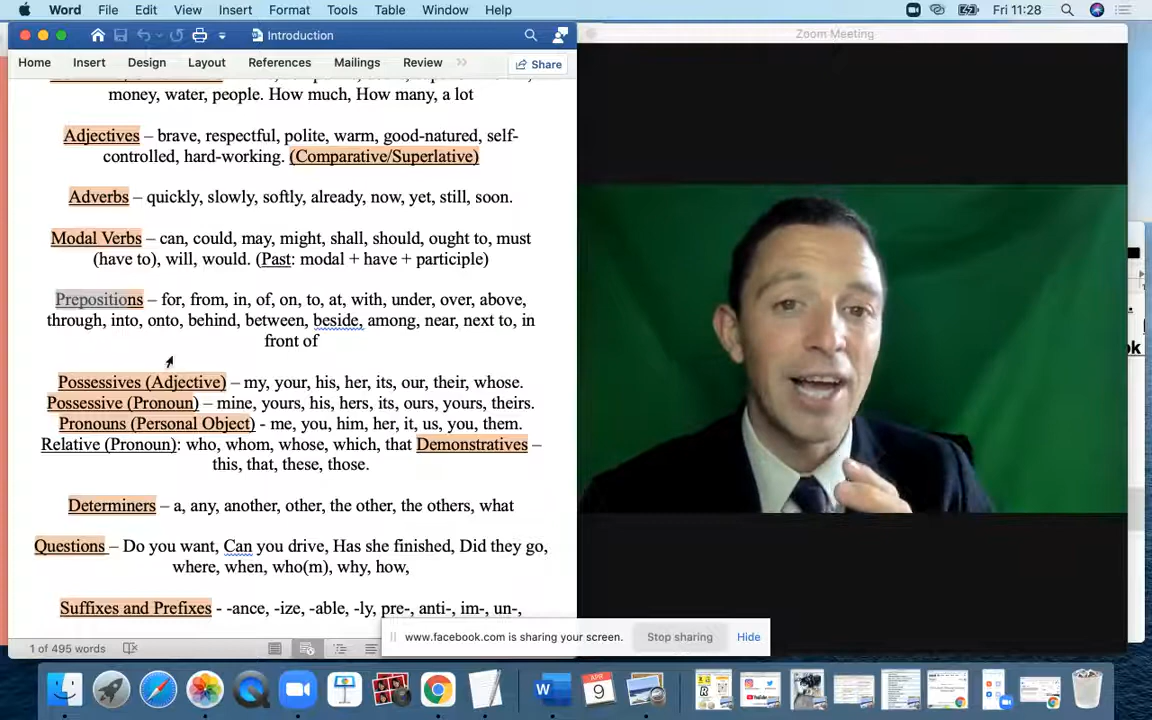 Word File Edit View Insert Format Tools Table Window Help Fri 11:28
Introduction
Zoom Meeting
Home Insert Design Layout References Mailings Review Share
money, water, people. How much, How many, a lot
Adjectives – brave, respectful, polite, warm, good-natured, self-
controlled, hard-working. (Comparative/Superlative)
Adverbs – quickly, slowly, softly, already, now, yet, still, soon.
Modal Verbs – can, could, may, might, shall, should, ought to, must
(have to), will, would. (Past: modal + have + participle)
Prepositions – for, from, in, of, on, to, at, with, under, over, above,
through, into, onto, behind, between, beside, among, near, next to, in
front of
Possessives (Adjective) – my, your, his, her, its, our, their, whose.
Possessive (Pronoun) – mine, yours, his, hers, its, ours, yours, theirs.
Pronouns (Personal Object) - me, you, him, her, it, us, you, them.
Relative (Pronoun): who, whom, whose, which, that Demonstratives –
this, that, these, those.
Determiners – a, any, another, other, the other, the others, what
Questions – Do you want, Can you drive, Has she finished, Did they go,
where, when, who(m), why, how,
Suffixes and Prefixes - -ance, -ize, -able, -ly, pre-, anti-, im-, un-,
www.facebook.com is sharing your screen. Stop sharing Hide
1 of 495 words
APR
9